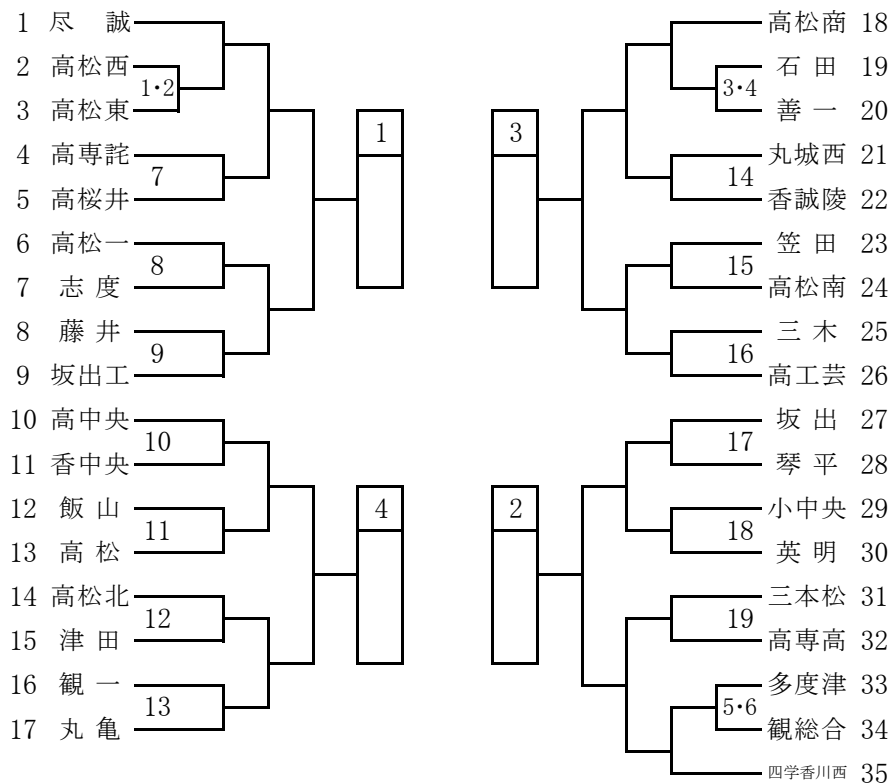 1 尽 誠
2 高松西
1・2
3 高松東
4 高専詫
7
5 高桜井
6 高松一
8
7 志 度
8 藤 井
9
9 坂出工
10 高中央
10
11 香中央
12 飯 山
11
13 高 松
14 高松北
12
15 津 田
16 観 一
13
17 丸 亀
1
4
3
2
高松商 18
石 田 19
3・4
善 一 20
丸城西 21
14
香誠陵 22
笠 田 23
15
高松南 24
三 木 25
16
高工芸 26
坂 出 27
17
琴 平 28
小中央 29
18
英 明 30
三本松 31
19
高専高 32
多度津 33
5・6
観総合 34
四学香川西 35